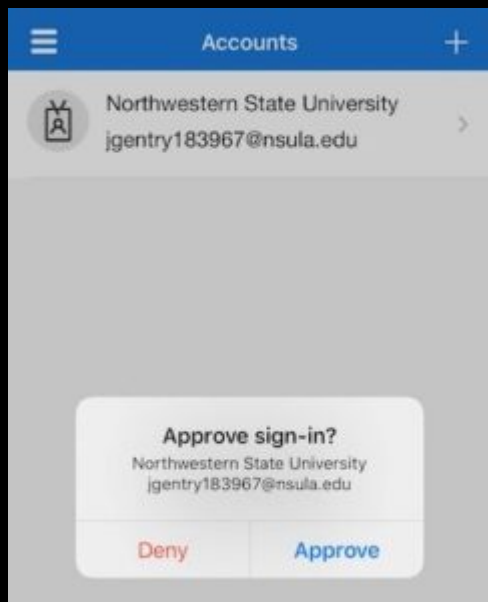 Accounts
Northwestern State University
jgentry183967@nsula.edu
Approve sign-in?
Northwestern State University
jgentry183967@nsula.edu
Deny Approve